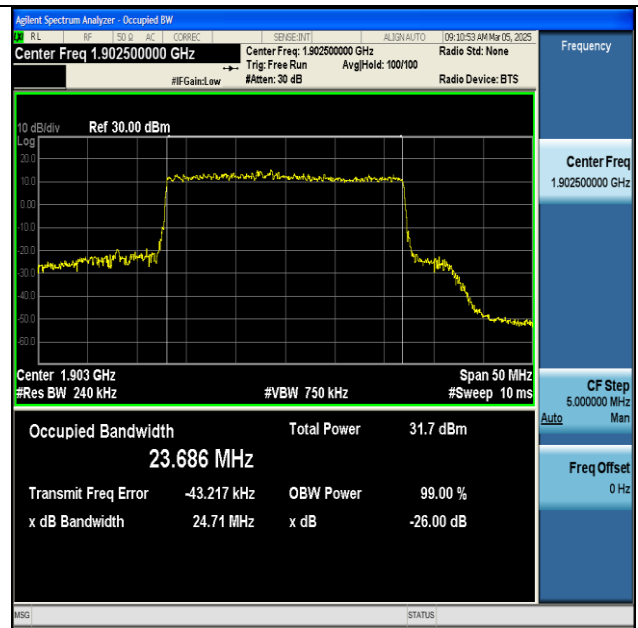 Agilent Spectrum Analyzer - Occupied BW
LXI RL RF 50 Ω AC CORREC SENSE:INT ALIGN AUTO 09:10:53 AM Mar 05, 2025
Center Freq 1.902500000 GHz Center Freq: 1.902500000 GHz Radio Std: None Frequency
Trig: Free Run Avg|Hold: 100/100
#IFGain:Low #Atten: 30 dB Radio Device: BTS
10 dB/div Ref 30.00 dBm
Log
20.0
10.0
0.00
-10.0
-20.0
-30.0
-40.0
-50.0
-60.0
Center Freq
1.902500000 GHz
Center 1.903 GHz Span 50 MHz
#Res BW 240 kHz #VBW 750 kHz #Sweep 10 ms
CF Step
5.000000 MHz
Auto Man
Occupied Bandwidth Total Power 31.7 dBm
23.686 MHz
Freq Offset
0 Hz
Transmit Freq Error -43.217 kHz OBW Power 99.00 %
x dB Bandwidth 24.71 MHz x dB -26.00 dB
MSG STATUS